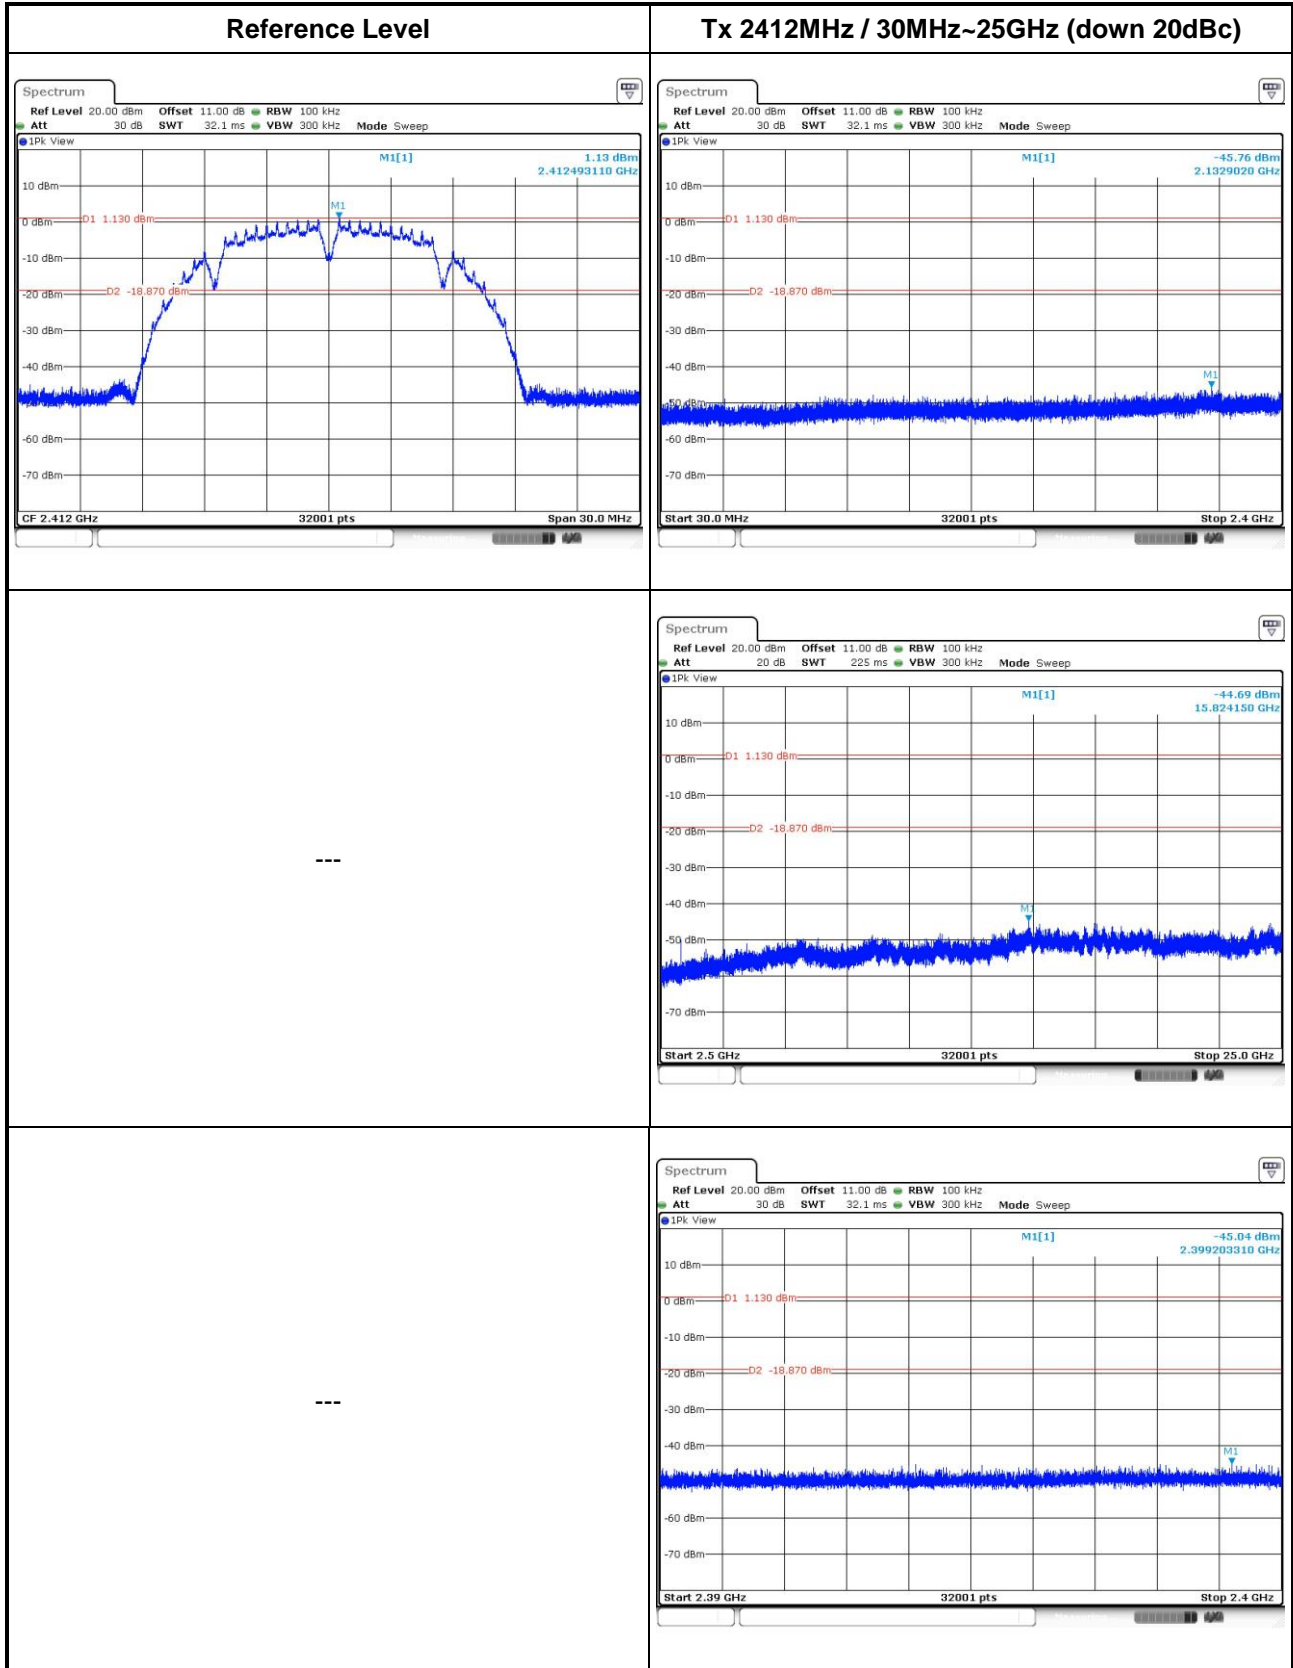 Reference Level
Tx 2412MHz / 30MHz~25GHz (down 20dBc)
Spectrum
Ref Level 20.00 dBm Offset 11.00 dB RBW 100 kHz
Att 30 dB SWT 32.1 ms VBW 300 kHz Mode Sweep
1Pk View
M1[1] 1.13 dBm
2.412493110 GHz
10 dBm
M1
0 dBm D1 1.130 dBm
-10 dBm
-20 dBm D2 -18.870 dBm
-30 dBm
-40 dBm
-60 dBm
-70 dBm
CF 2.412 GHz 32001 pts Span 30.0 MHz
Spectrum
Ref Level 20.00 dBm Offset 11.00 dB RBW 100 kHz
Att 30 dB SWT 32.1 ms VBW 300 kHz Mode Sweep
1Pk View
M1[1] -45.76 dBm
2.1329020 GHz
10 dBm
0 dBm D1 1.130 dBm
-10 dBm
-20 dBm D2 -18.870 dBm
-30 dBm
-40 dBm
M1
-50 dBm
-60 dBm
-70 dBm
Start 30.0 MHz 32001 pts Stop 2.4 GHz
---
Spectrum
Ref Level 20.00 dBm Offset 11.00 dB RBW 100 kHz
Att 20 dB SWT 225 ms VBW 300 kHz Mode Sweep
1Pk View
M1[1] -44.69 dBm
15.824150 GHz
10 dBm
0 dBm D1 1.130 dBm
-10 dBm
-20 dBm D2 -18.870 dBm
-30 dBm
-40 dBm
M1
-50 dBm
-70 dBm
Start 2.5 GHz 32001 pts Stop 25.0 GHz
---
Spectrum
Ref Level 20.00 dBm Offset 11.00 dB RBW 100 kHz
Att 30 dB SWT 32.1 ms VBW 300 kHz Mode Sweep
1Pk View
M1[1] -45.04 dBm
2.399203310 GHz
10 dBm
0 dBm D1 1.130 dBm
-10 dBm
-20 dBm D2 -18.870 dBm
-30 dBm
-40 dBm
M1
-60 dBm
-70 dBm
Start 2.39 GHz 32001 pts Stop 2.4 GHz